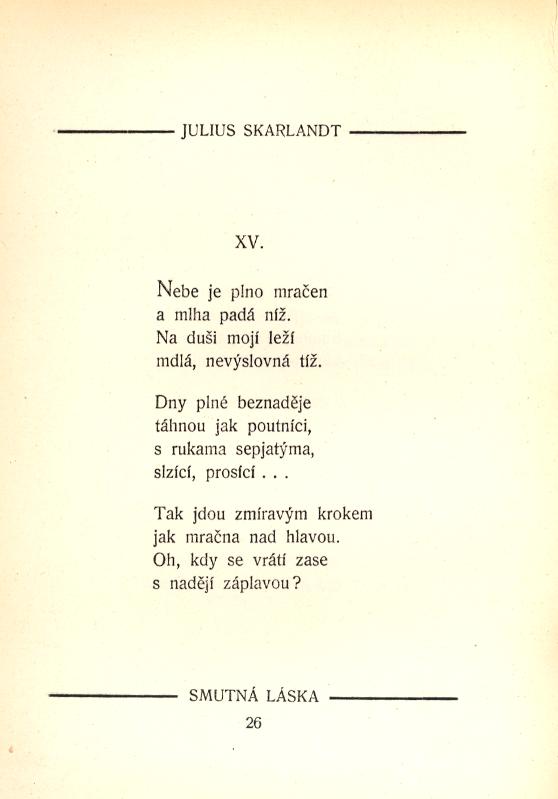 JULIUS SKARLANDT
XV.
Nebe je plno mračen
a mlha padá níž.
Na duši mojí leží
mdlá, nevýslovná tíž.
Dny plné beznaděje
táhnou jak poutníci,
s rukama sepjatýma,
slzící, prosící . . .
Tak jdou zmíravým krokem
jak mračna nad hlavou.
Oh, kdy se vrátí zase
s nadějí záplavou?
SMUTNÁ LÁSKA
26